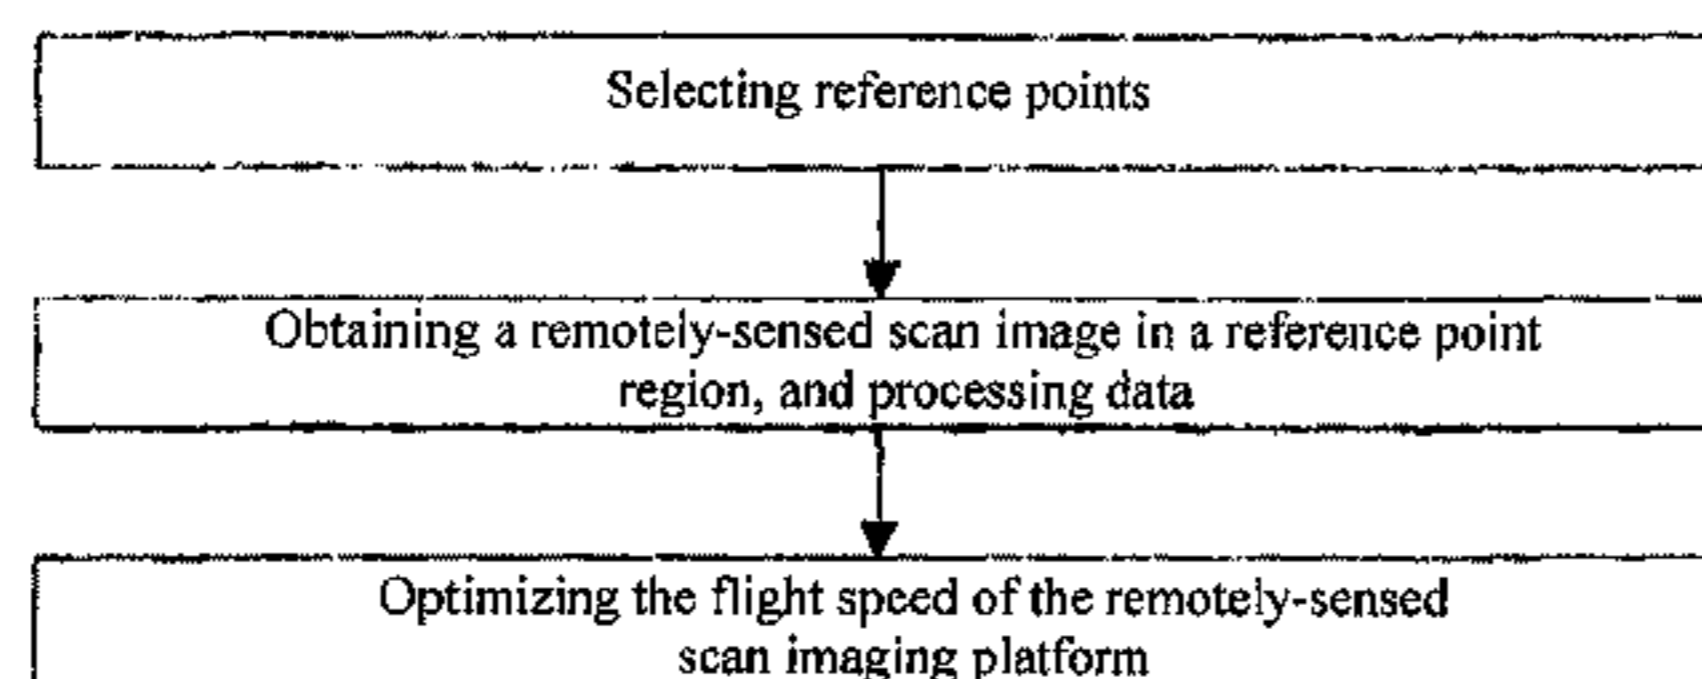 Selecting reference points
Obtaining a remotely-sensed scan image in a reference point
region, and processing data
Optimizing the flight speed of the remotely-sensed
scan imaging platform